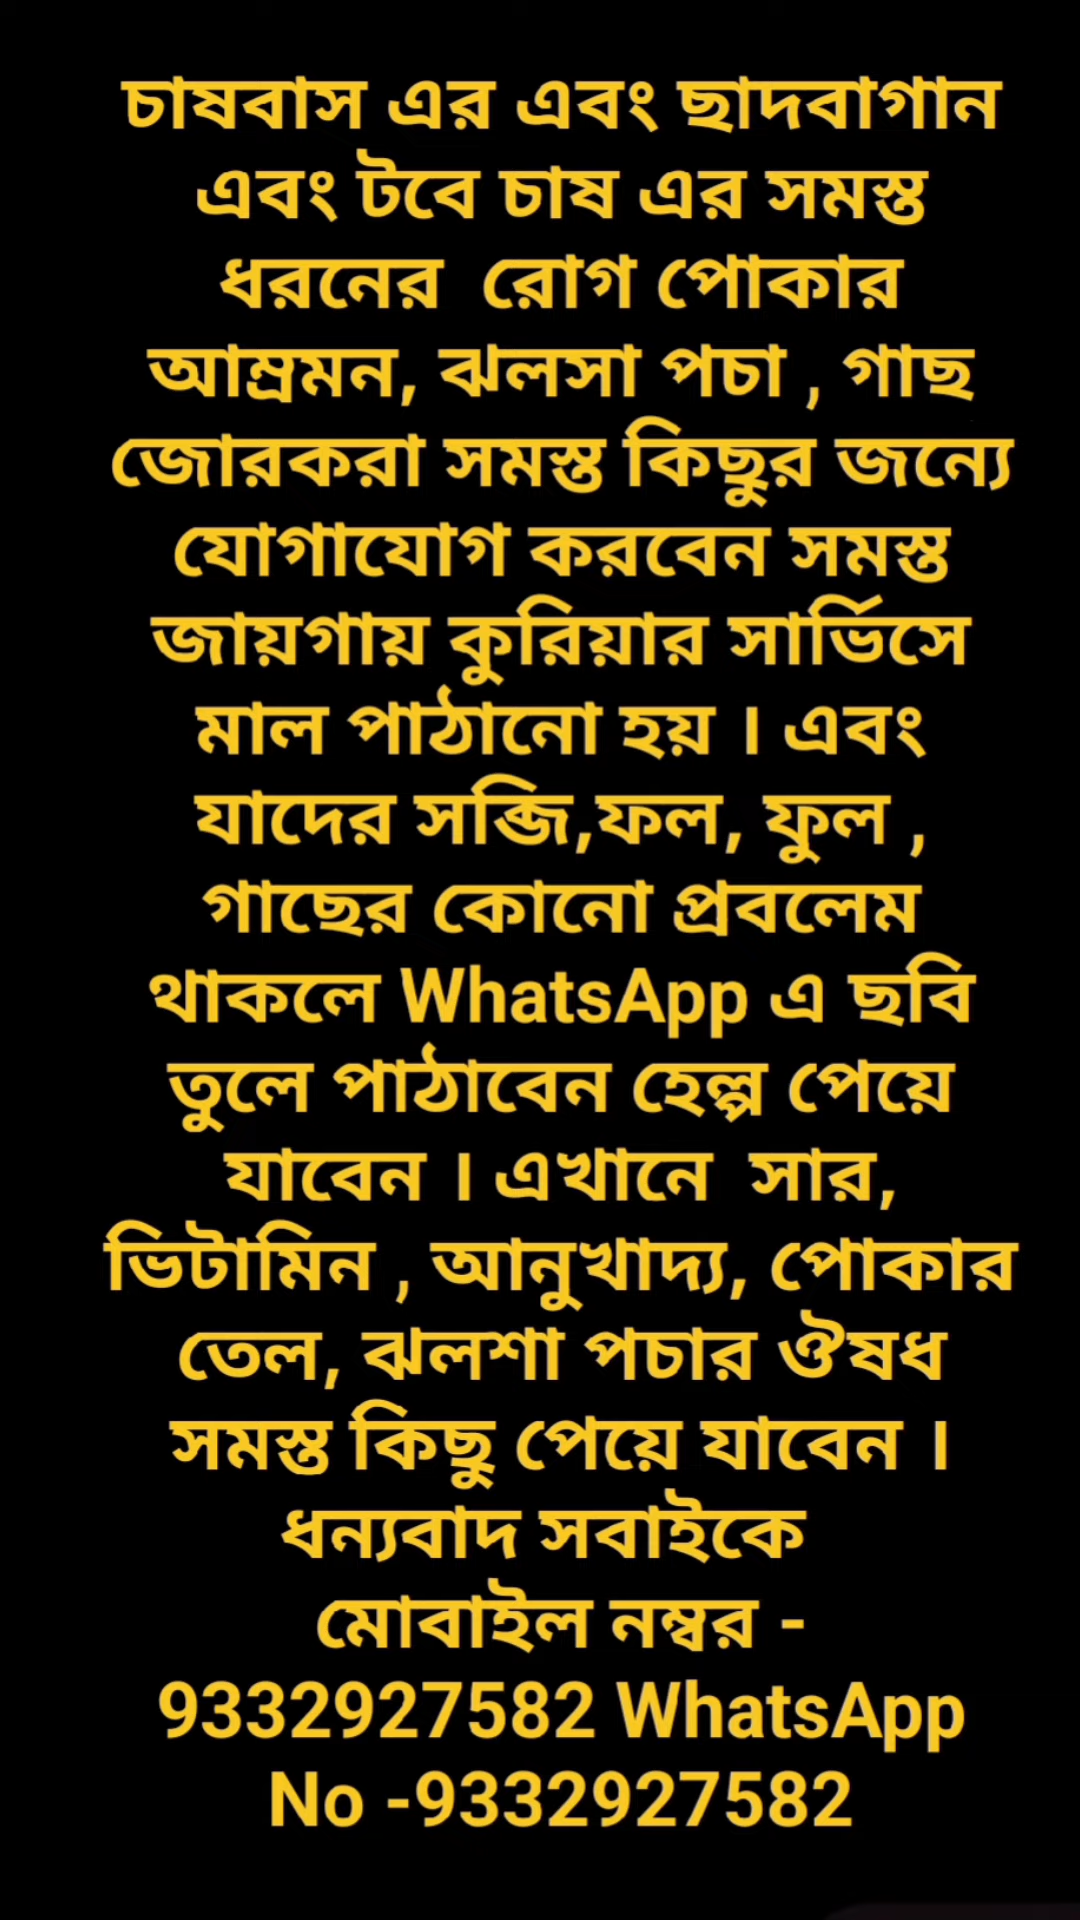 চাষবাস এর এবং ছাদবাগান
এবং টবে চাষ এর সমস্ত
ধরনের রোগ পোকার
আম্রমন, ঝলসা পচা , গাছ
জোরকরা সমস্ত কিছুর জন্যে
যোগাযোগ করবেন সমস্ত
জায়গায় কুরিয়ার সার্ভিসে
মাল পাঠানো হয় । এবং
যাদের সব্জি,ফল, ফুল ,
গাছের কোনো প্রবলেম
থাকলে WhatsApp এ ছবি
তুলে পাঠাবেন হেল্প পেয়ে
যাবেন । এখানে সার,
ভিটামিন , আনুখাদ্য, পোকার
তেল, ঝলশা পচার ঔষধ
সমস্ত কিছু পেয়ে যাবেন ।
ধন্যবাদ সবাইকে
মোবাইল নম্বর -
9332927582 WhatsApp
No -9332927582